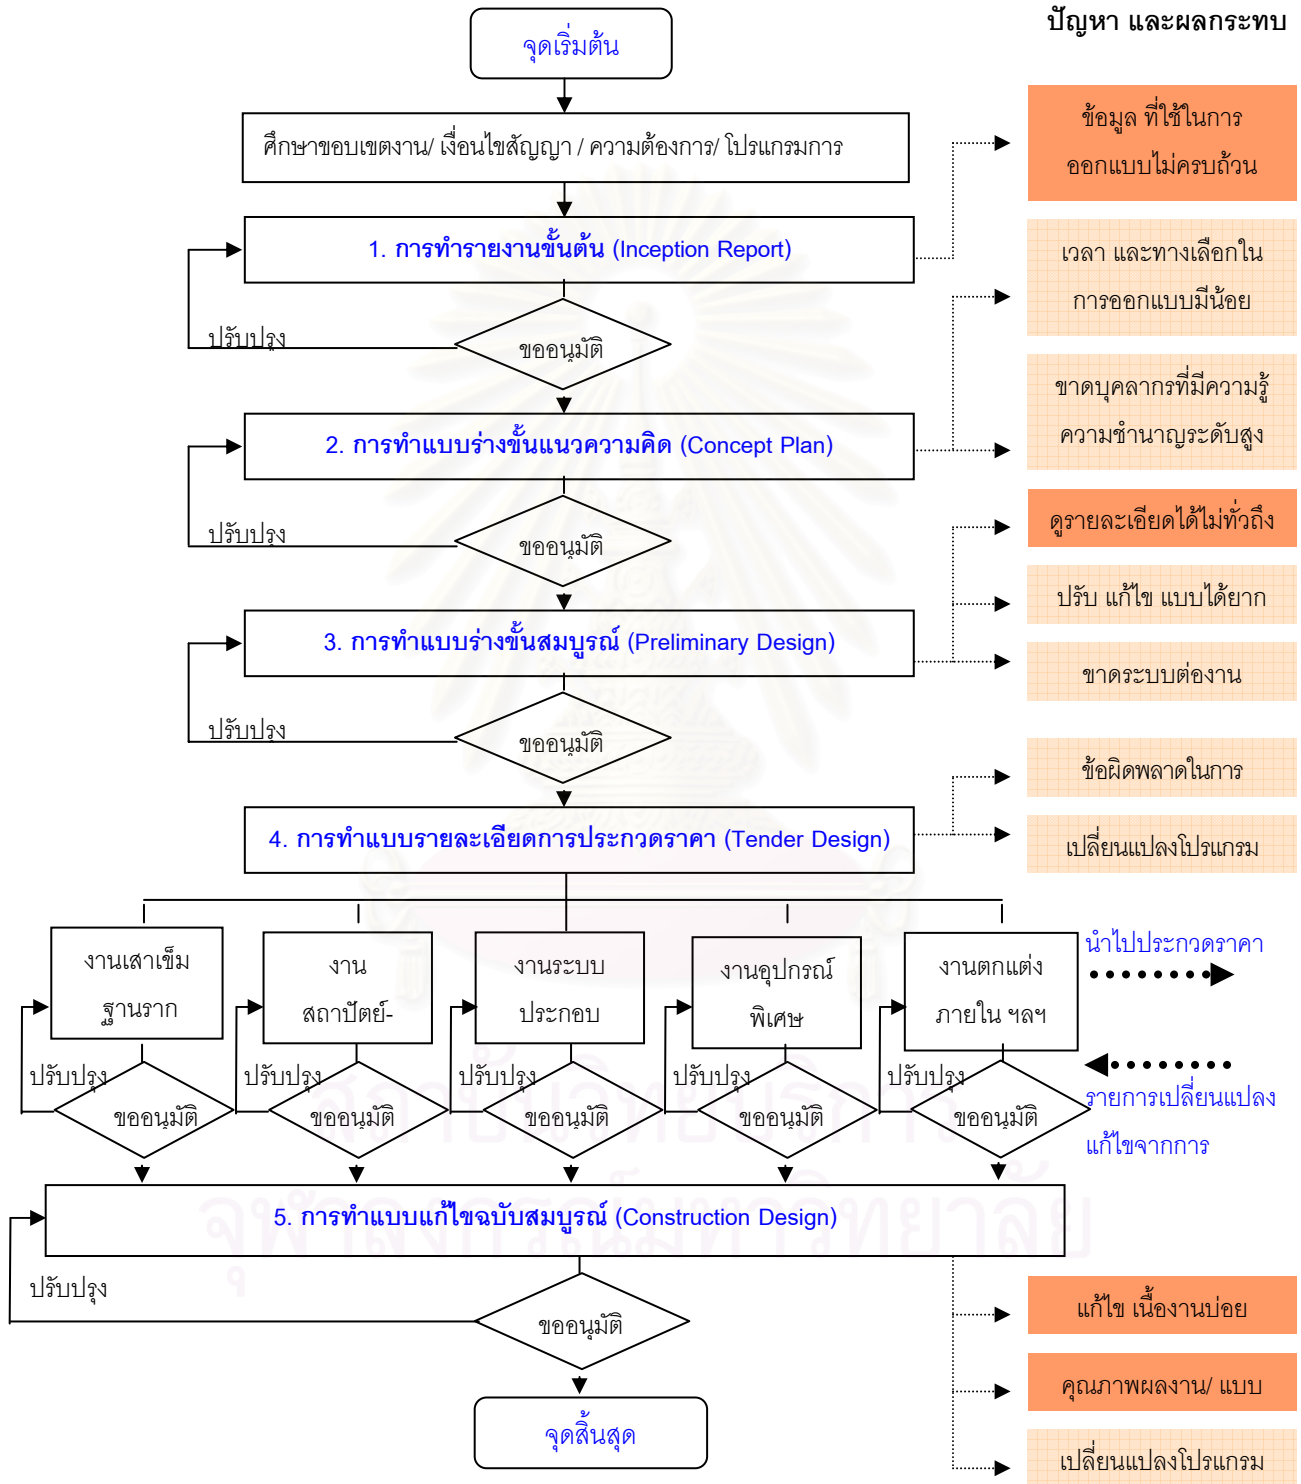 ปัญหา และผลกระทบ
จุดเริ่มต้น
ศึกษาขอบเขตงาน/ เงื่อนไขสัญญา / ความต้องการ/ โปรแกรมการ
ข้อมูล ที่ใช้ในการ
ออกแบบไม่ครบถ้วน
1. การทำรายงานขั้นต้น (Inception Report)
เวลา และทางเลือกใน
การออกแบบมีน้อย
ปรับปรุง
ขออนุมัติ
ขาดบุคลากรที่มีความรู้
ความชำนาญระดับสูง
2. การทำแบบร่างขั้นแนวความคิด (Concept Plan)
ปรับปรุง
ขออนุมัติ
ดูรายละเอียดได้ไม่ทั่วถึง
ปรับ แก้ไข แบบได้ยาก
3. การทำแบบร่างขั้นสมบูรณ์ (Preliminary Design)
ขาดระบบต่องาน
ปรับปรุง
ขออนุมัติ
ข้อผิดพลาดในการ
4. การทำแบบรายละเอียดการประกวดราคา (Tender Design)
เปลี่ยนแปลงโปรแกรม
งานเสาเข็ม
ฐานราก
งาน
สถาปัตย์-
งานระบบ
ประกอบ
งานอุปกรณ์
พิเศษ
งานตกแต่ง
ภายใน ฯลฯ
นำไปประกวดราคา
ปรับปรุง
ขออนุมัติ
ปรับปรุง
ขออนุมัติ
ปรับปรุง
ขออนุมัติ
ปรับปรุง
ขออนุมัติ
ปรับปรุง
ขออนุมัติ
รายการเปลี่ยนแปลง
แก้ไขจากการ
สถาบันวิทยบริการ
จุฬาลงกรณ์มหาวิทยาลัย
5. การทำแบบแก้ไขฉบับสมบูรณ์ (Construction Design)
ปรับปรุง
ขออนุมัติ
แก้ไข เนื้องานบ่อย
คุณภาพผลงาน/ แบบ
จุดสิ้นสุด
เปลี่ยนแปลงโปรแกรม